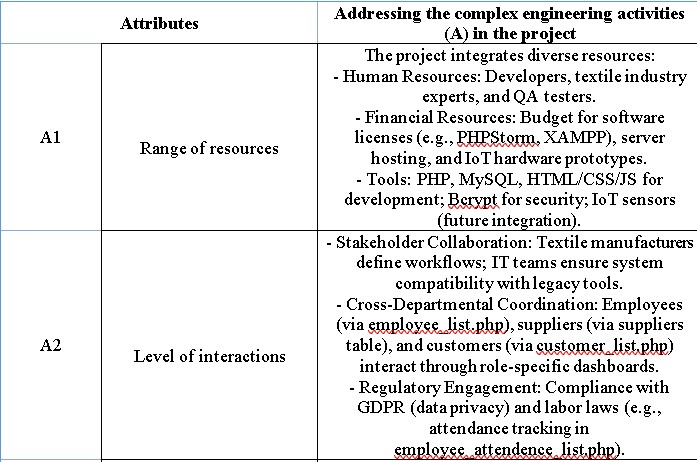 Attributes
Addressing the complex engineering activities
(A) in the project
A1
Range of resources
The project integrates diverse resources:
- Human Resources: Developers, textile industry
experts, and QA testers.
- Financial Resources: Budget for software
licenses (e.g., PHPStorm, XAMPP), server
hosting, and IoT hardware prototypes.
- Tools: PHP, MySQL, HTML/CSS/JS for
development; Bcrypt for security; IoT sensors
(future integration).
A2
Level of interactions
- Stakeholder Collaboration: Textile manufacturers
define workflows; IT teams ensure system
compatibility with legacy tools.
- Cross-Departmental Coordination: Employees
(via employee_list.php), suppliers (via suppliers
table), and customers (via customer_list.php)
interact through role-specific dashboards.
- Regulatory Engagement: Compliance with
GDPR (data privacy) and labor laws (e.g.,
attendance tracking in
employee_attendence_list.php).